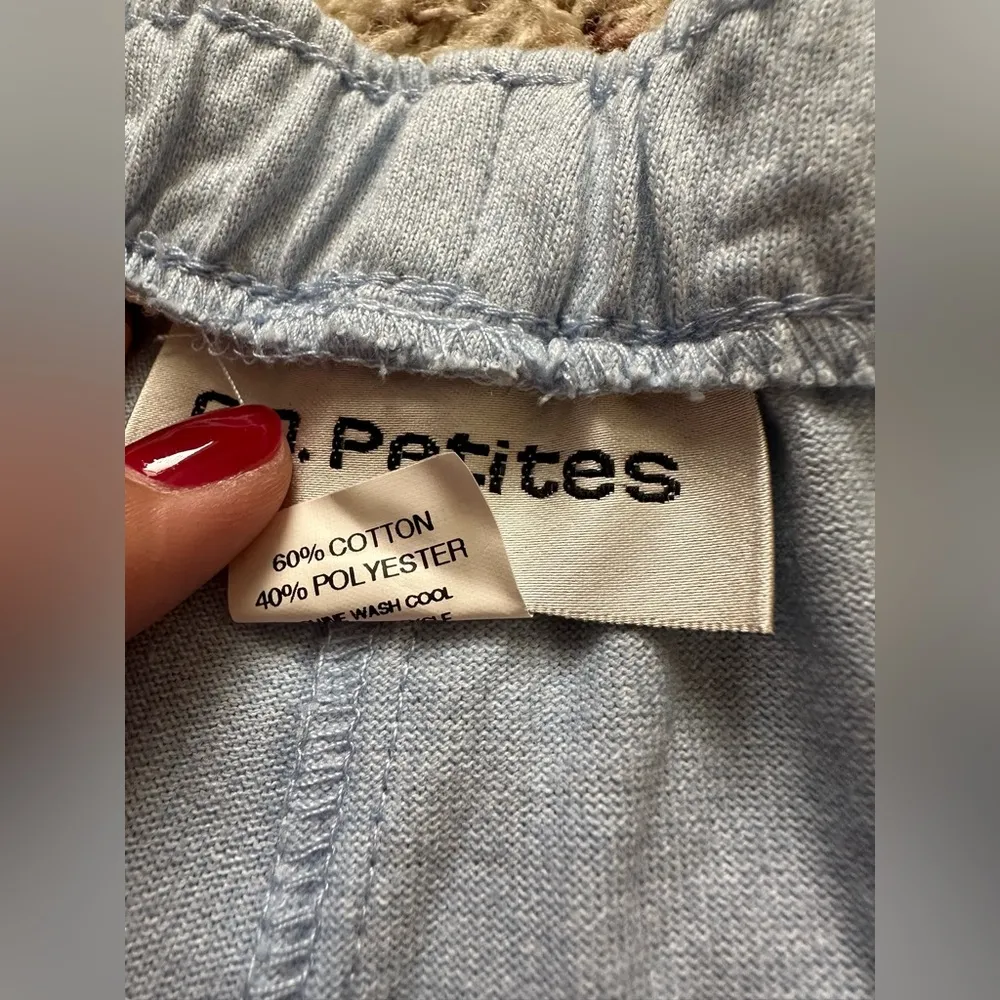 Petites
60% COTTON
40% POLYESTER
WASH COOL